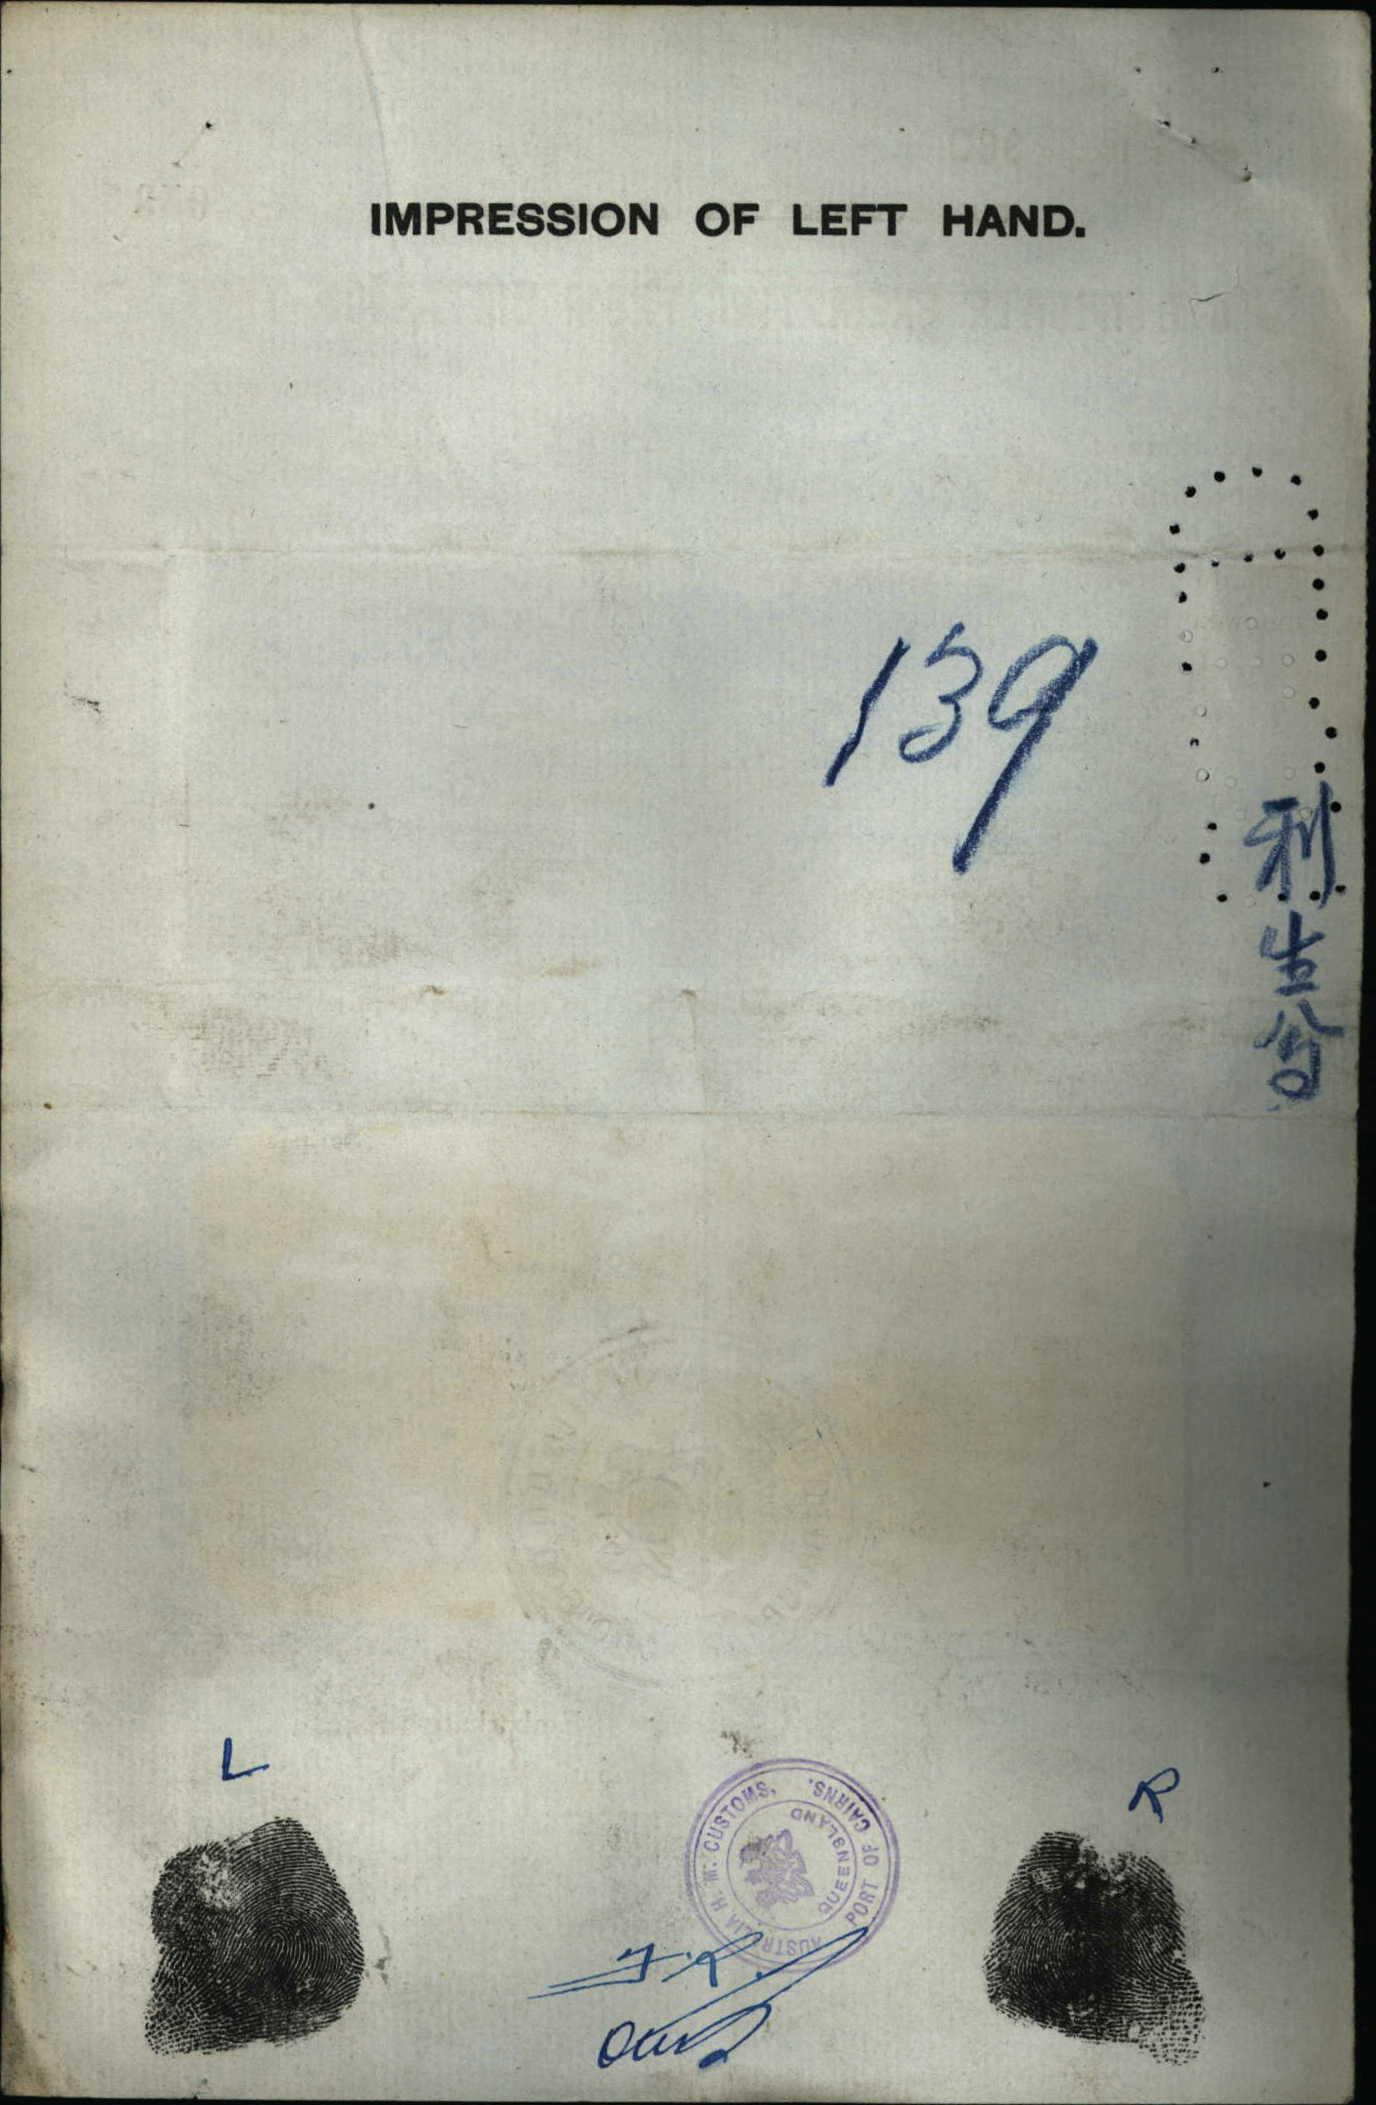 IMPRESSION OF LEFT HAND.
139
利生合
L
R
AUSTRALIA H. M. CUSTOMS, PORT OF CAIRNS.
QUEENSLAND